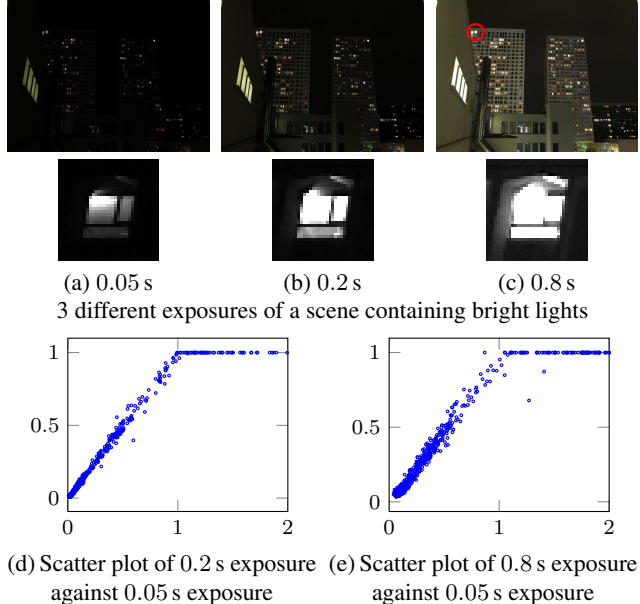 (a) 0.05 s
(b) 0.2 s
(c) 0.8 s
3 different exposures of a scene containing bright lights
1
0.5
0
0
1
2
1
0.5
0
0
1
2
(d) Scatter plot of 0.2 s exposure
against 0.05 s exposure
(e) Scatter plot of 0.8 s exposure
against 0.05 s exposure